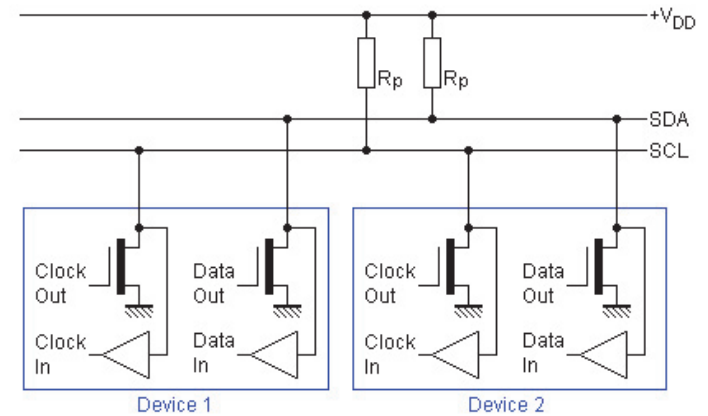 +VDD
Rp
Rp
SDA
SCL
Clock
Out
Data
Out
Clock
Out
Data
Out
Clock
In
Data
In
Clock
In
Data
In
Device 1
Device 2